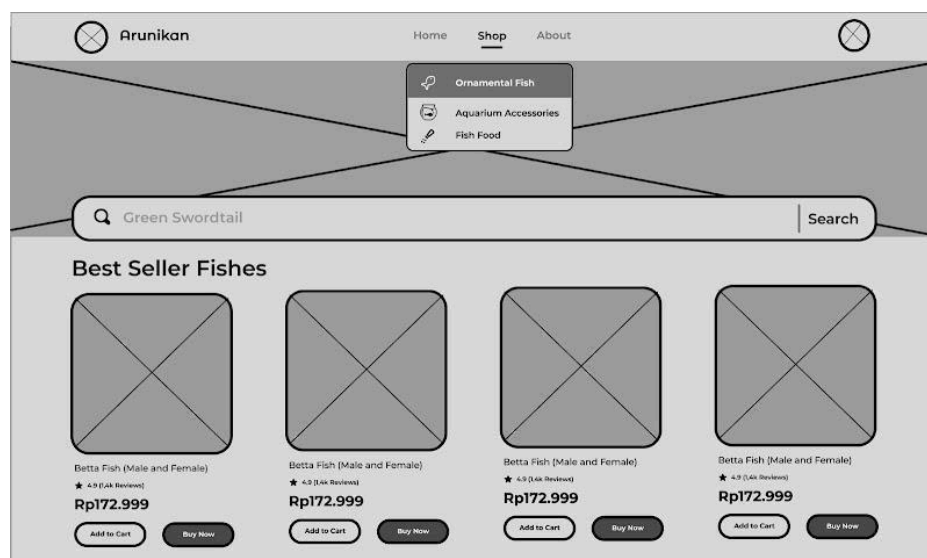 Arunikan
Home Shop About
Ornamental Fish
Aquarium Accessories
Fish Food
Green Swordtail Search
Best Seller Fishes
Betta Fish (Male and Female)
4.9 (1,4k Reviews)
Rp172.999
Add to Cart Buy Now
Betta Fish (Male and Female)
4.9 (1,4k Reviews)
Rp172.999
Add to Cart Buy Now
Betta Fish (Male and Female)
4.9 (1,4k Reviews)
Rp172.999
Add to Cart Buy Now
Betta Fish (Male and Female)
4.9 (1,4k Reviews)
Rp172.999
Add to Cart Buy Now